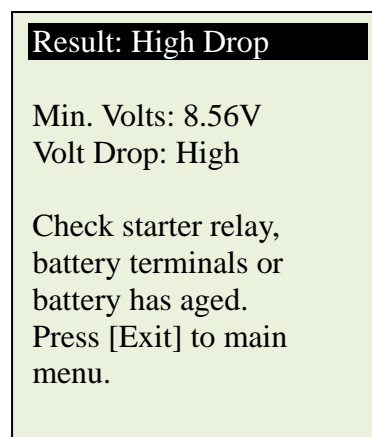 Result: High Drop
Min. Volts: 8.56V
Volt Drop: High
Check starter relay,
battery terminals or
battery has aged.
Press [Exit] to main
menu.